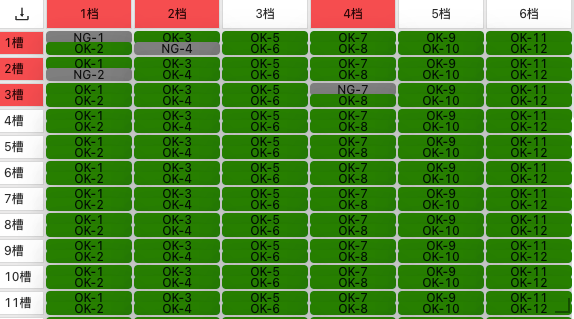 1档 2档 3档 4档 5档 6档
1槽 NG-1 OK-3 OK-5 OK-7 OK-9 OK-11
OK-2 NG-4 OK-6 OK-8 OK-10 OK-12
2槽 OK-1 OK-3 OK-5 OK-7 OK-9 OK-11
NG-2 OK-4 OK-6 OK-8 OK-10 OK-12
3槽 OK-1 OK-3 OK-5 NG-7 OK-9 OK-11
OK-2 OK-4 OK-6 OK-8 OK-10 OK-12
4槽 OK-1 OK-3 OK-5 OK-7 OK-9 OK-11
OK-2 OK-4 OK-6 OK-8 OK-10 OK-12
5槽 OK-1 OK-3 OK-5 OK-7 OK-9 OK-11
OK-2 OK-4 OK-6 OK-8 OK-10 OK-12
6槽 OK-1 OK-3 OK-5 OK-7 OK-9 OK-11
OK-2 OK-4 OK-6 OK-8 OK-10 OK-12
7槽 OK-1 OK-3 OK-5 OK-7 OK-9 OK-11
OK-2 OK-4 OK-6 OK-8 OK-10 OK-12
8槽 OK-1 OK-3 OK-5 OK-7 OK-9 OK-11
OK-2 OK-4 OK-6 OK-8 OK-10 OK-12
9槽 OK-1 OK-3 OK-5 OK-7 OK-9 OK-11
OK-2 OK-4 OK-6 OK-8 OK-10 OK-12
10槽 OK-1 OK-3 OK-5 OK-7 OK-9 OK-11
OK-2 OK-4 OK-6 OK-8 OK-10 OK-12
11槽 OK-1 OK-3 OK-5 OK-7 OK-9 OK-11
OK-2 OK-4 OK-6 OK-8 OK-10 OK-12